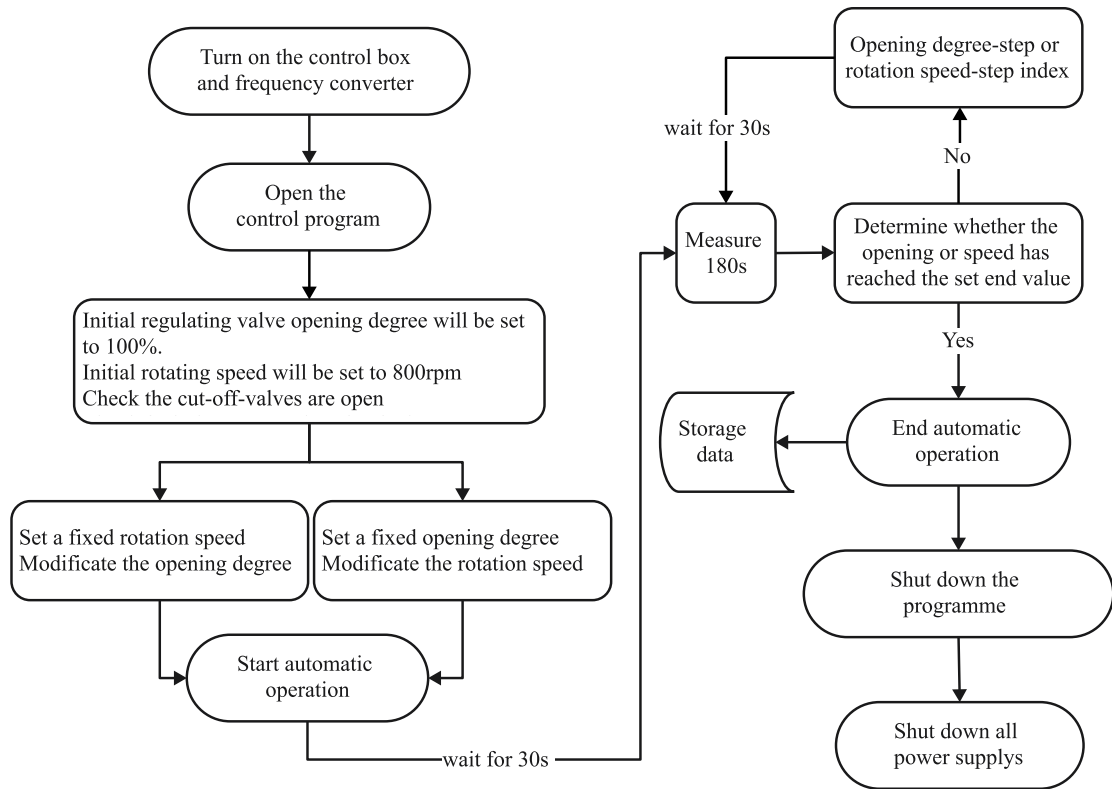 Turn on the control box
and frequency converter
Open the
control program
Initial regulating valve opening degree will be set
to 100%.
Initial rotating speed will be set to 800rpm
Check the cut-off-valves are open
Set a fixed rotation speed
Modificate the opening degree
Set a fixed opening degree
Modificate the rotation speed
Start automatic
operation
wait for 30s
Opening degree-step or
rotation speed-step index
wait for 30s
No
Measure
180s
Determine whether the
opening or speed has
reached the set end value
Yes
Storage
data
End automatic
operation
Shut down the
programme
Shut down all
power supplys